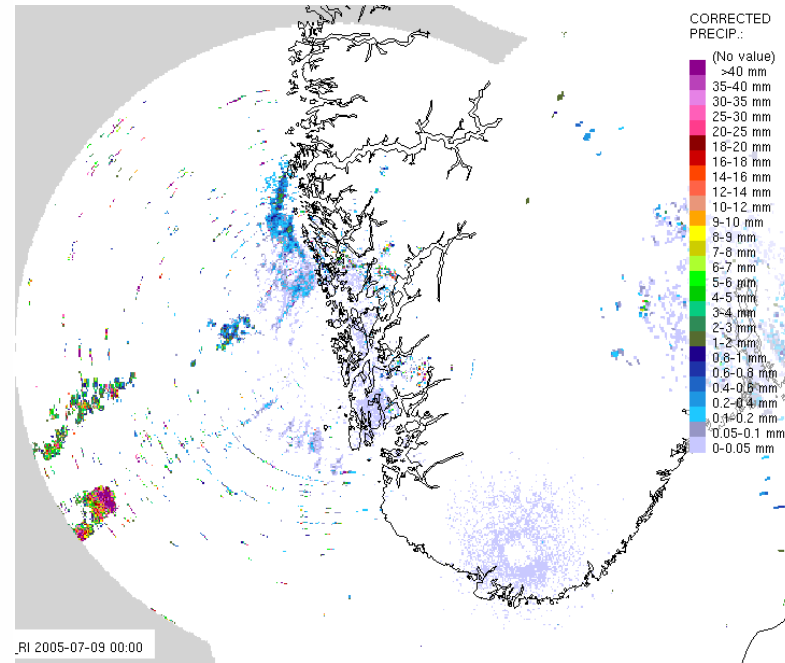 CORRECTED
PRECIP.:
(No value)
>40 mm
35-40 mm
30-35 mm
25-30 mm
20-25 mm
18-20 mm
16-18 mm
14-16 mm
12-14 mm
10-12 mm
9-10 mm
8-9 mm
7-8 mm
6-7 mm
5-6 mm
4-5 mm
3-4 mm
2-3 mm
1-2 mm
0.8-1 mm
0.6-0.8 mm
0.4-0.6 mm
0.2-0.4 mm
0.1-0.2 mm
0.05-0.1 mm
0-0.05 mm
_RI 2005-07-09 00:00